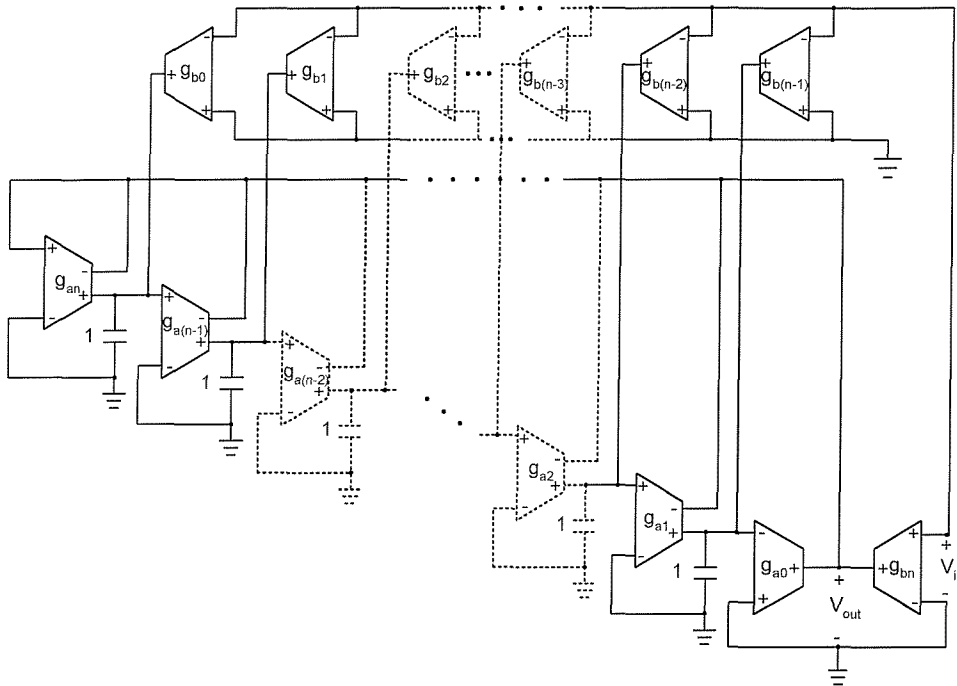 - - - - - -
g_b0 g_b1 g_b2 g_b(n-3) g_b(n-2) g_b(n-1)
+ + + + + +
+ + + + + +
+ -
g_an
+
-
1
+ -
g_a(n-1)
+
-
1
+ -
g_a(n-2)
+
-
1
+ -
g_a2
+
-
1
+ -
g_a1
+
-
1
-
g_a0 +
+
+
+ g_bn
-
+
V_i
-
+
V_out
-